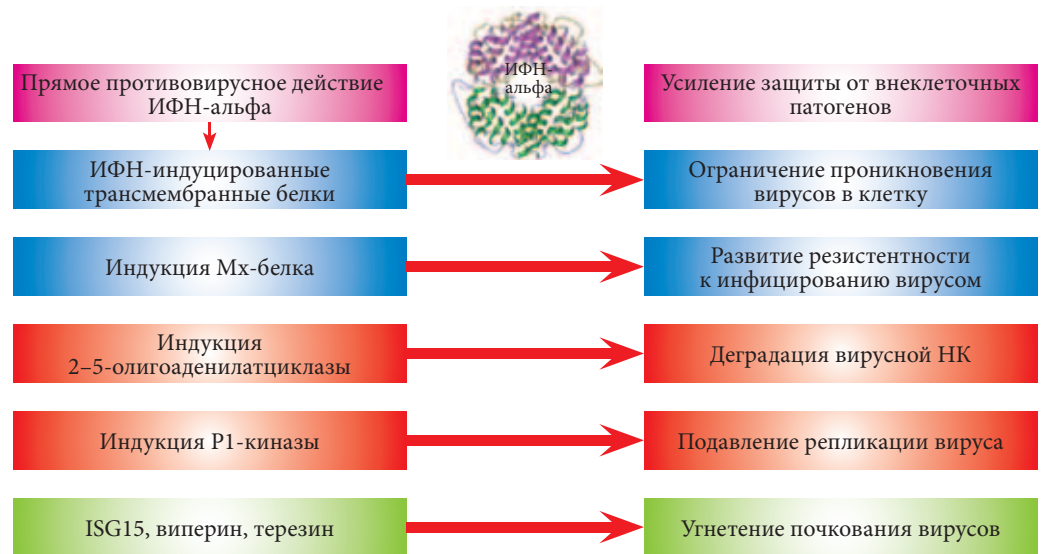 Прямое противовирусное действие
ИФН-альфа
ИФН-
альфа
Усиление защиты от внеклеточных
патогенов
ИФН-индуцированные
трансмембранные белки
Ограничение проникновения
вирусов в клетку
Индукция Мх-белка
Развитие резистентности
к инфицированию вирусом
Индукция
2–5-олигоаденилатциклазы
Деградация вирусной НК
Индукция Р1-киназы
Подавление репликации вируса
ISG15, виперин, терезин
Угнетение почкования вирусов